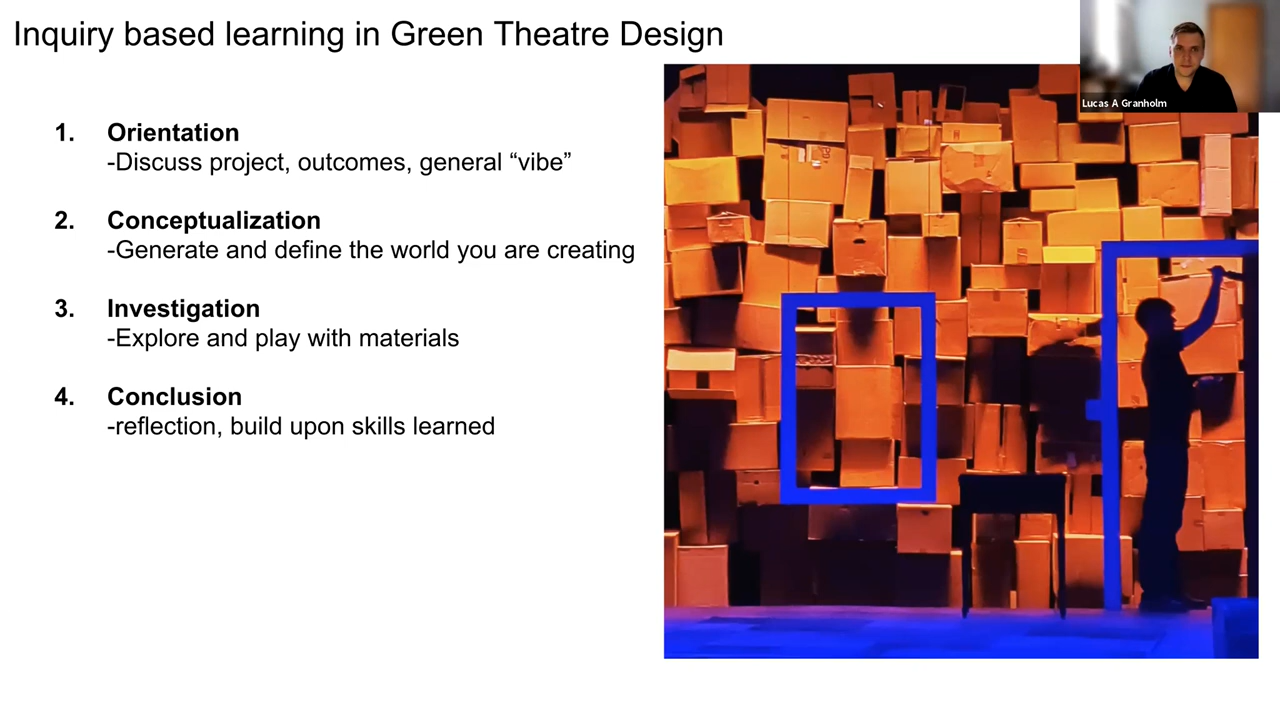 Inquiry based learning in Green Theatre Design
Lucas A Granholm
1. Orientation
-Discuss project, outcomes, general “vibe”
2. Conceptualization
-Generate and define the world you are creating
3. Investigation
-Explore and play with materials
4. Conclusion
-reflection, build upon skills learned